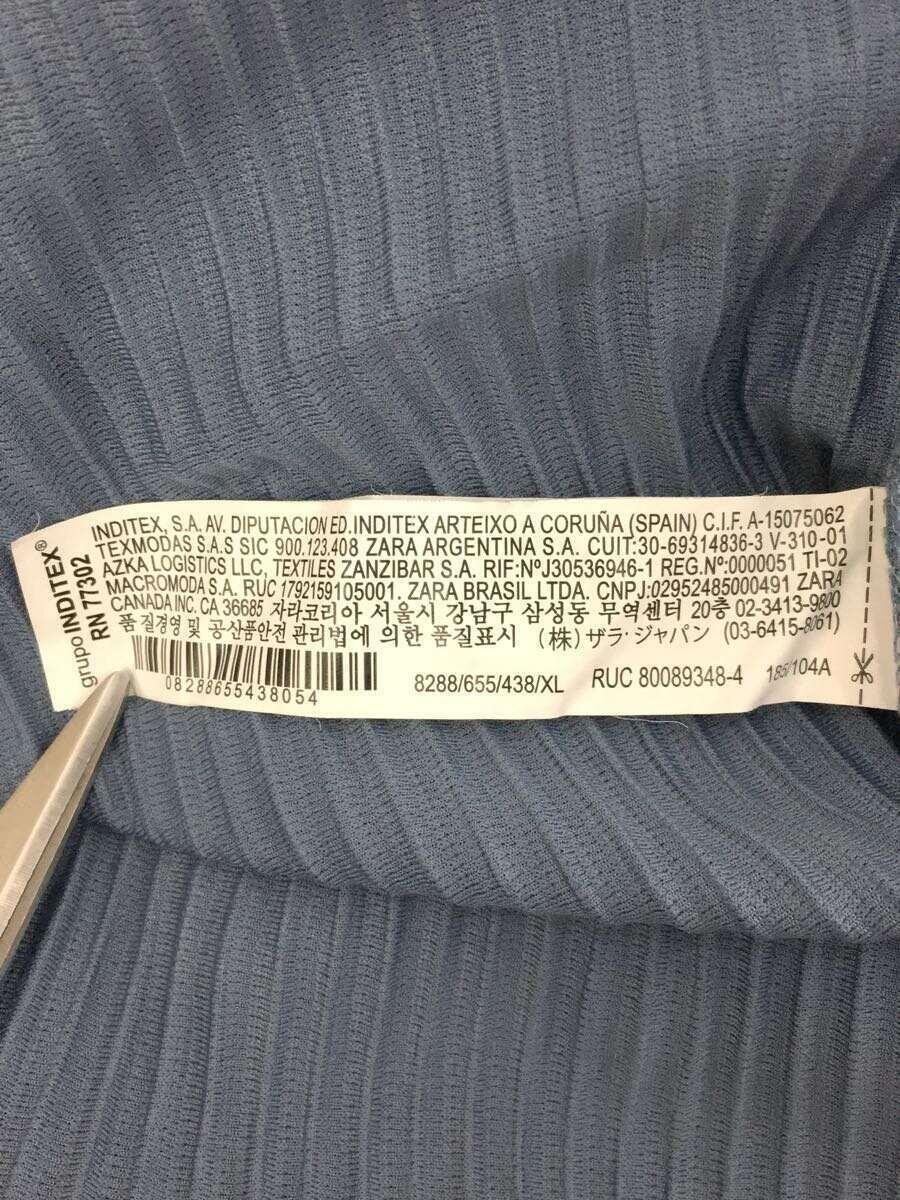 grupo INDITEX®
RN 77302
INDITEX, S.A. AV. DIPUTACION ED.INDITEX ARTEIXO A CORUÑA (SPAIN) C.I.F. A-15075062
TEXMODAS S.A.S SIC 900.123.408 ZARA ARGENTINA S.A. CUIT:30-69314836-3 V-310-01
AZKA LOGISTICS LLC, TEXTILES ZANZIBAR S.A. RIF:NºJ30536946-1 REG.Nº:0000051 TI-02
MACROMODA S.A. RUC 1792159105001. ZARA BRASIL LTDA. CNPJ:02952485000491 ZARA
CANADA INC. CA 36685 자라코리아 서울시 강남구 삼성동 무역센터 20층 02-3413-9800
품질경영 및 공산품안전 관리법에 의한 품질표시 (株)ザラ·ジャパン (03-6415-8061)
08288655438054
8288/655/438/XL RUC 80089348-4 185/104A